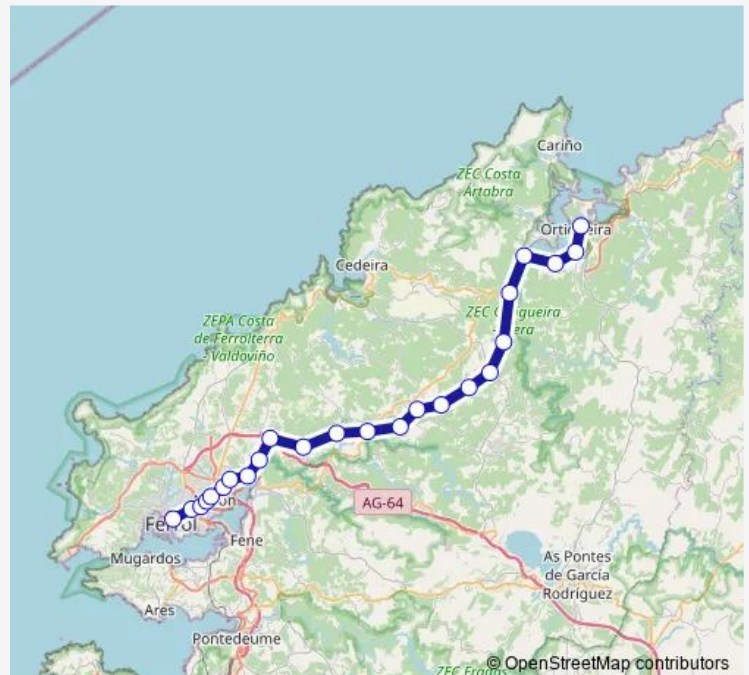 Cariño
ZEC Costa
Ártabra
Cedeira
ZEPA Costa
de Ferrolterra
- Valdoviño
AG-64
Ferrol
Fene
Mugardos
As Pontes
de García
Rodríguez
Ares
Pontedeume
© OpenStreetMap contributors